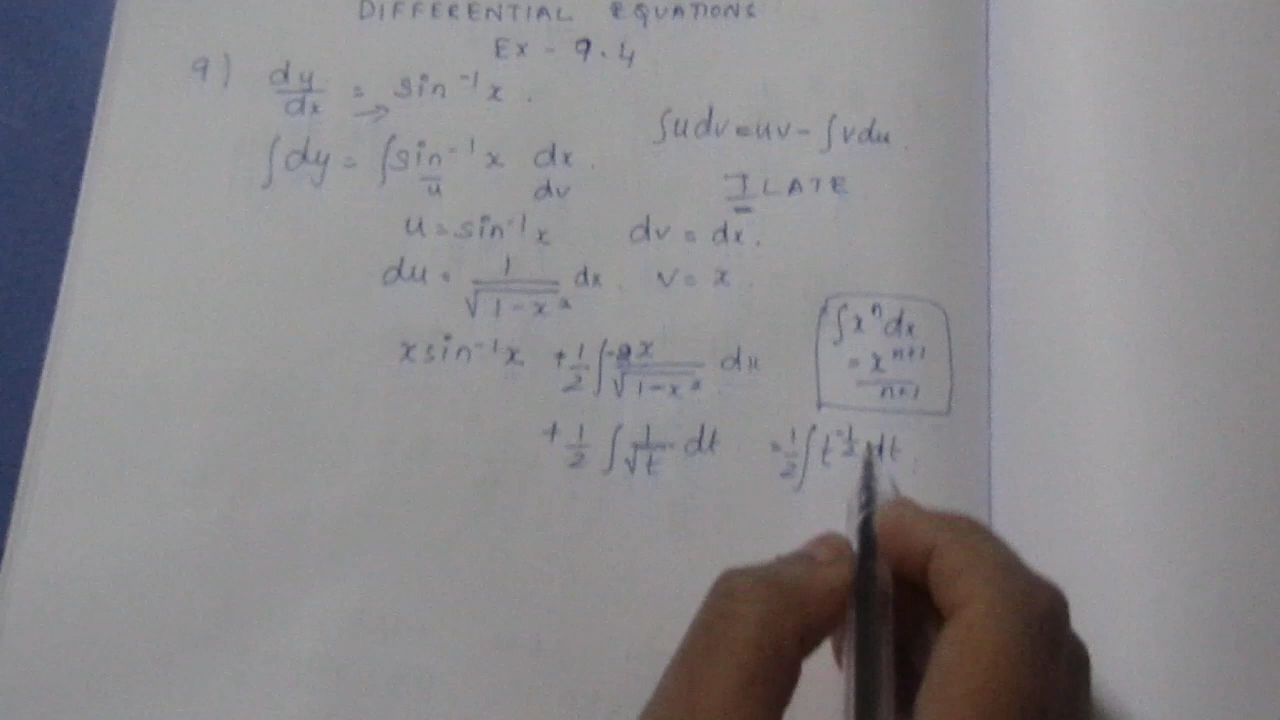 DIFFERENTIAL EQUATIONS
Ex - 9.4
9) dy/dx = sin⁻¹x .
∫dy = ∫sin⁻¹x dx .
u dv
∫udv = uv - ∫vdu .
ILATE
u = sin⁻¹x dv = dx .
du = 1/√(1-x²) dx . v = x .
x sin⁻¹x + 1/2 ∫ -2x/√(1-x²) dx
∫xⁿdx
= xⁿ⁺¹/n+1
+ 1/2 ∫ 1/√t dt = 1/2 ∫ t^(-1/2) dt .